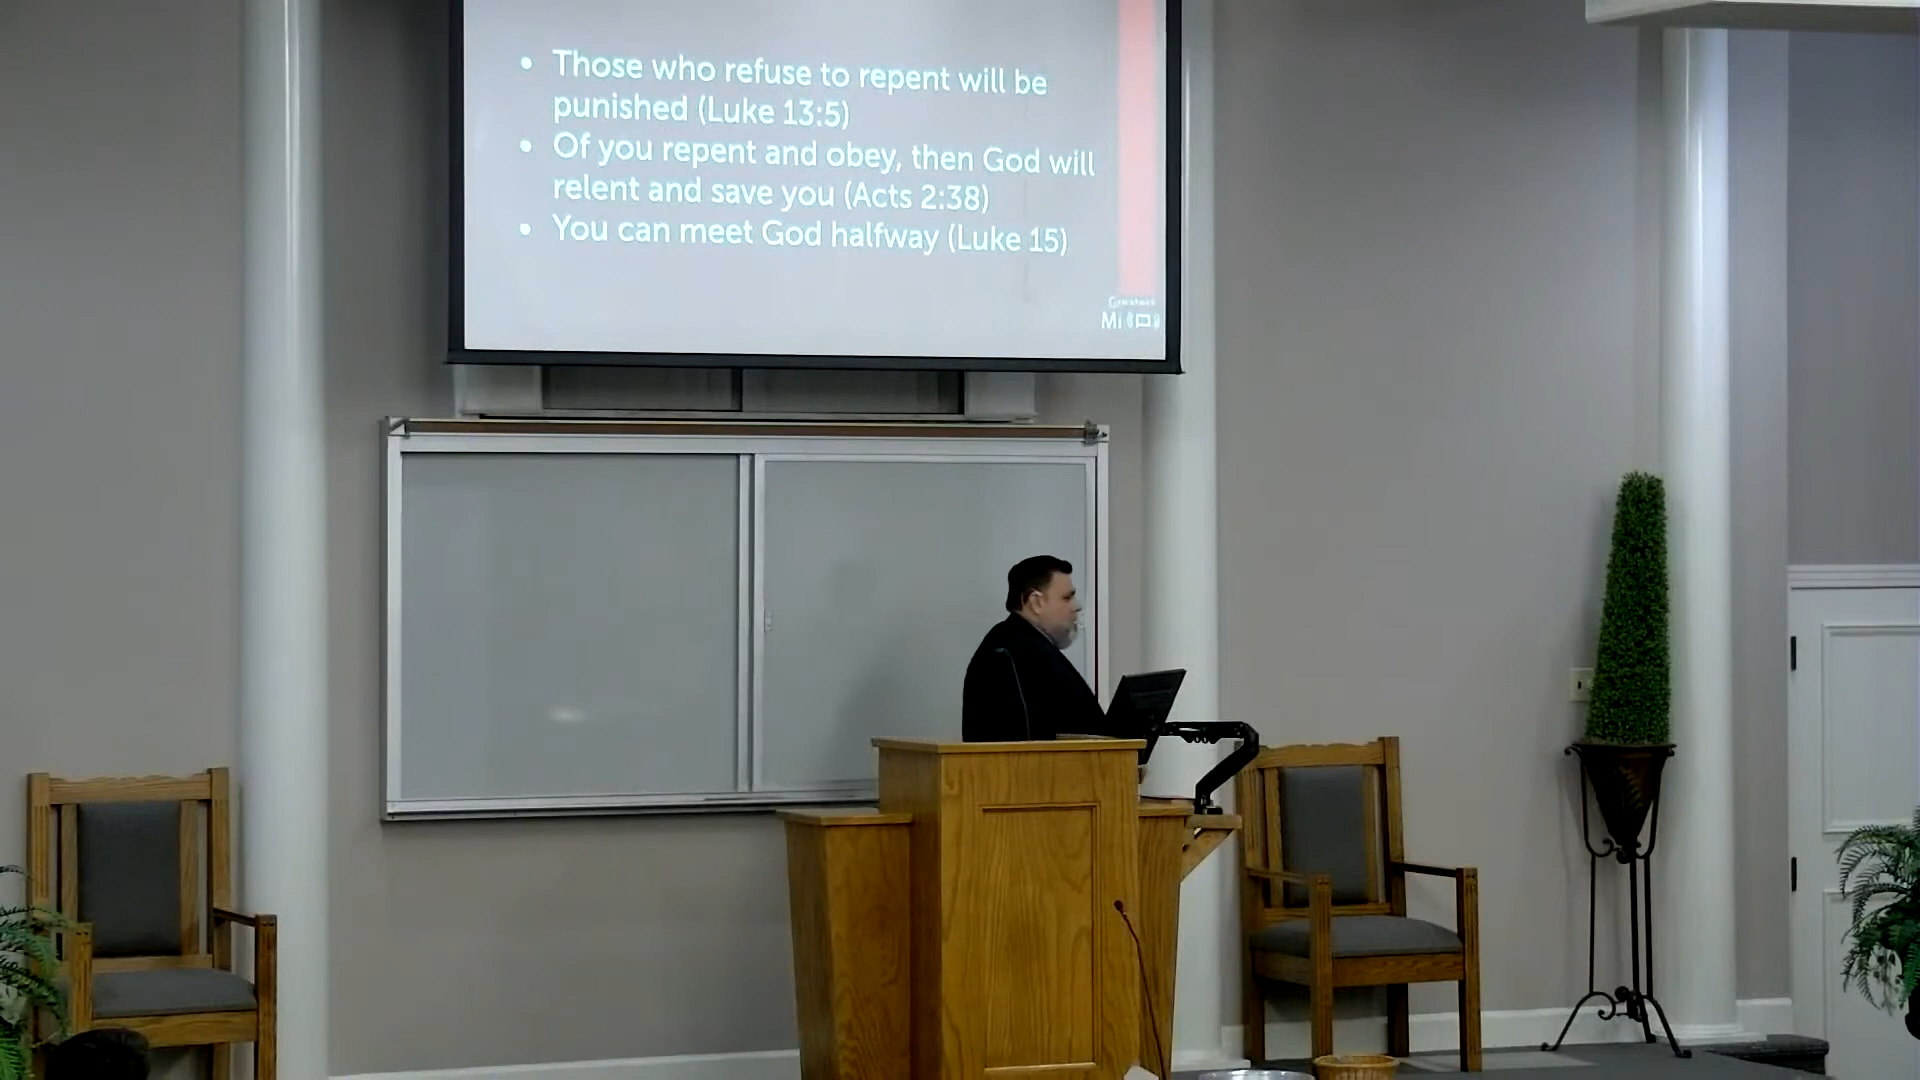 • Those who refuse to repent will be
punished (Luke 13:5)
• Of you repent and obey, then God will
relent and save you (Acts 2:38)
• You can meet God halfway (Luke 15)